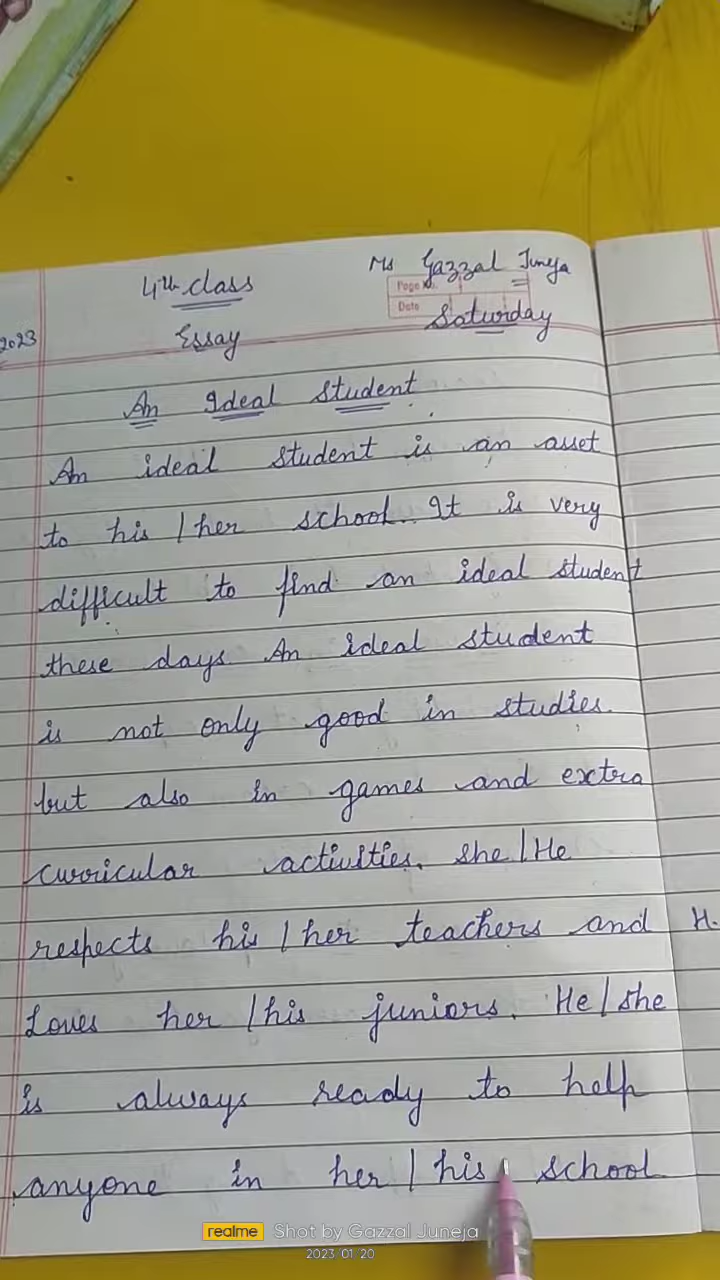 4th class
Ms Gazzal Juneja
Page No.
Date
Saturday
2023
Essay
An Ideal Student
An ideal student is an asset
to his / her school. It is very
difficult to find an ideal student
these days. An ideal student
is not only good in studies.
but also in games and extra
curricular activities. She / He
respects his / her teachers and
Loves her / his juniors. He / she
is always ready to help
anyone in her / his school
H.
realme Shot by Gazzal Juneja
2023/01/20